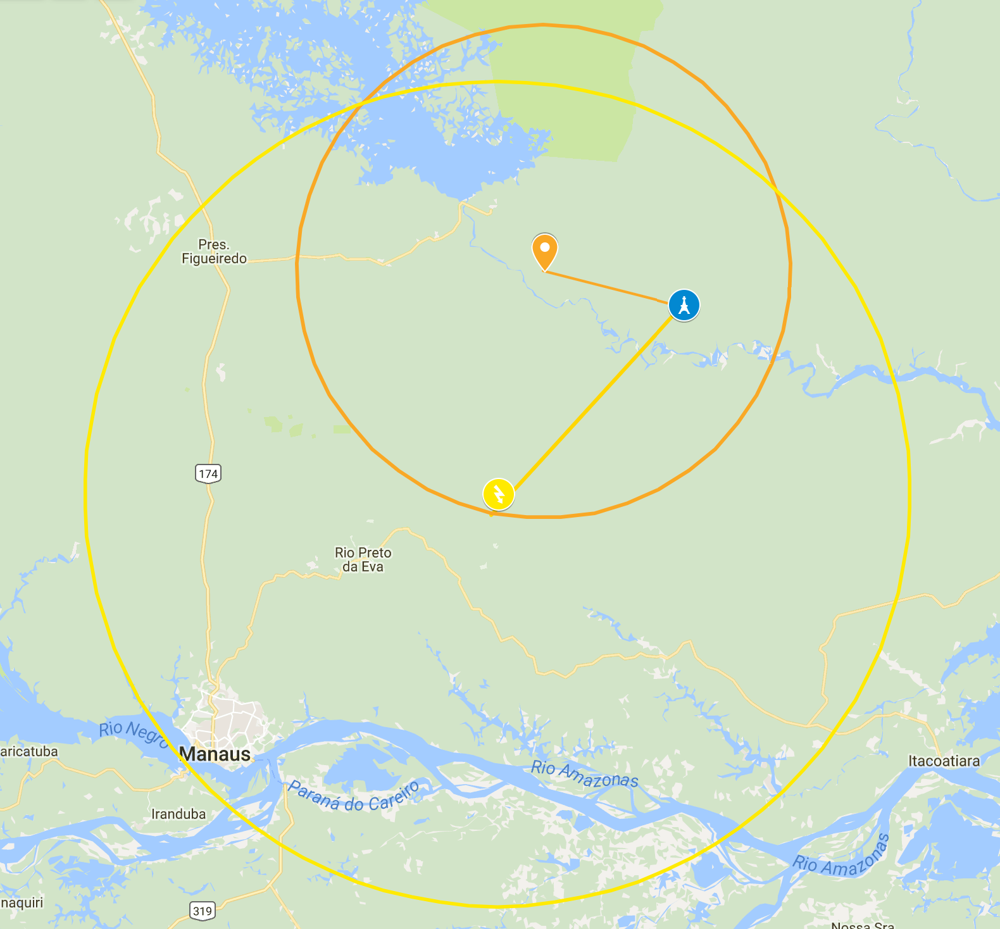 Pres.
Figueiredo
174
Rio Preto
da Eva
Rio Negro
aricatuba
Manaus
Itacoatiara
Rio Amazonas
Paraná do Careiro
Iranduba
Rio Amazonas
naquiri
319
Nossa Sra